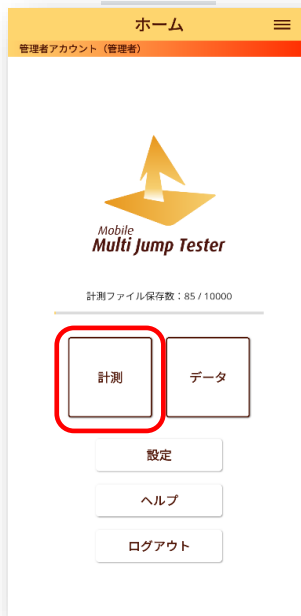 ホーム
管理者アカウント（管理者）
Mobile
Multi Jump Tester
計測ファイル保存数：85 / 10000
計測
データ
設定
ヘルプ
ログアウト